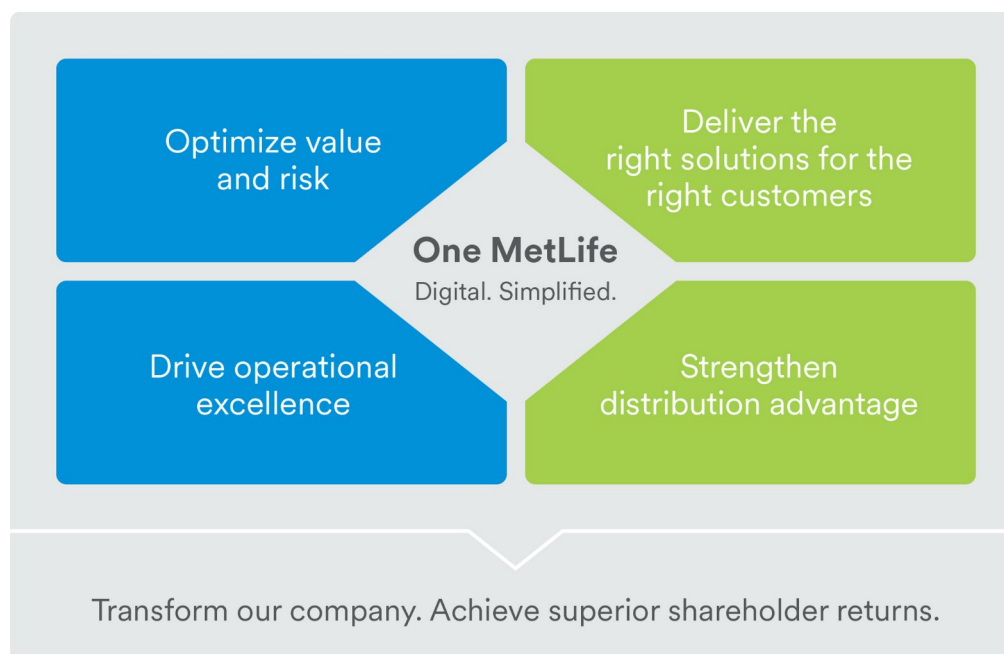 Optimize value
and risk
Deliver the
right solutions for the
right customers
One MetLife
Digital. Simplified.
Drive operational
excellence
Strengthen
distribution advantage
Transform our company. Achieve superior shareholder returns.